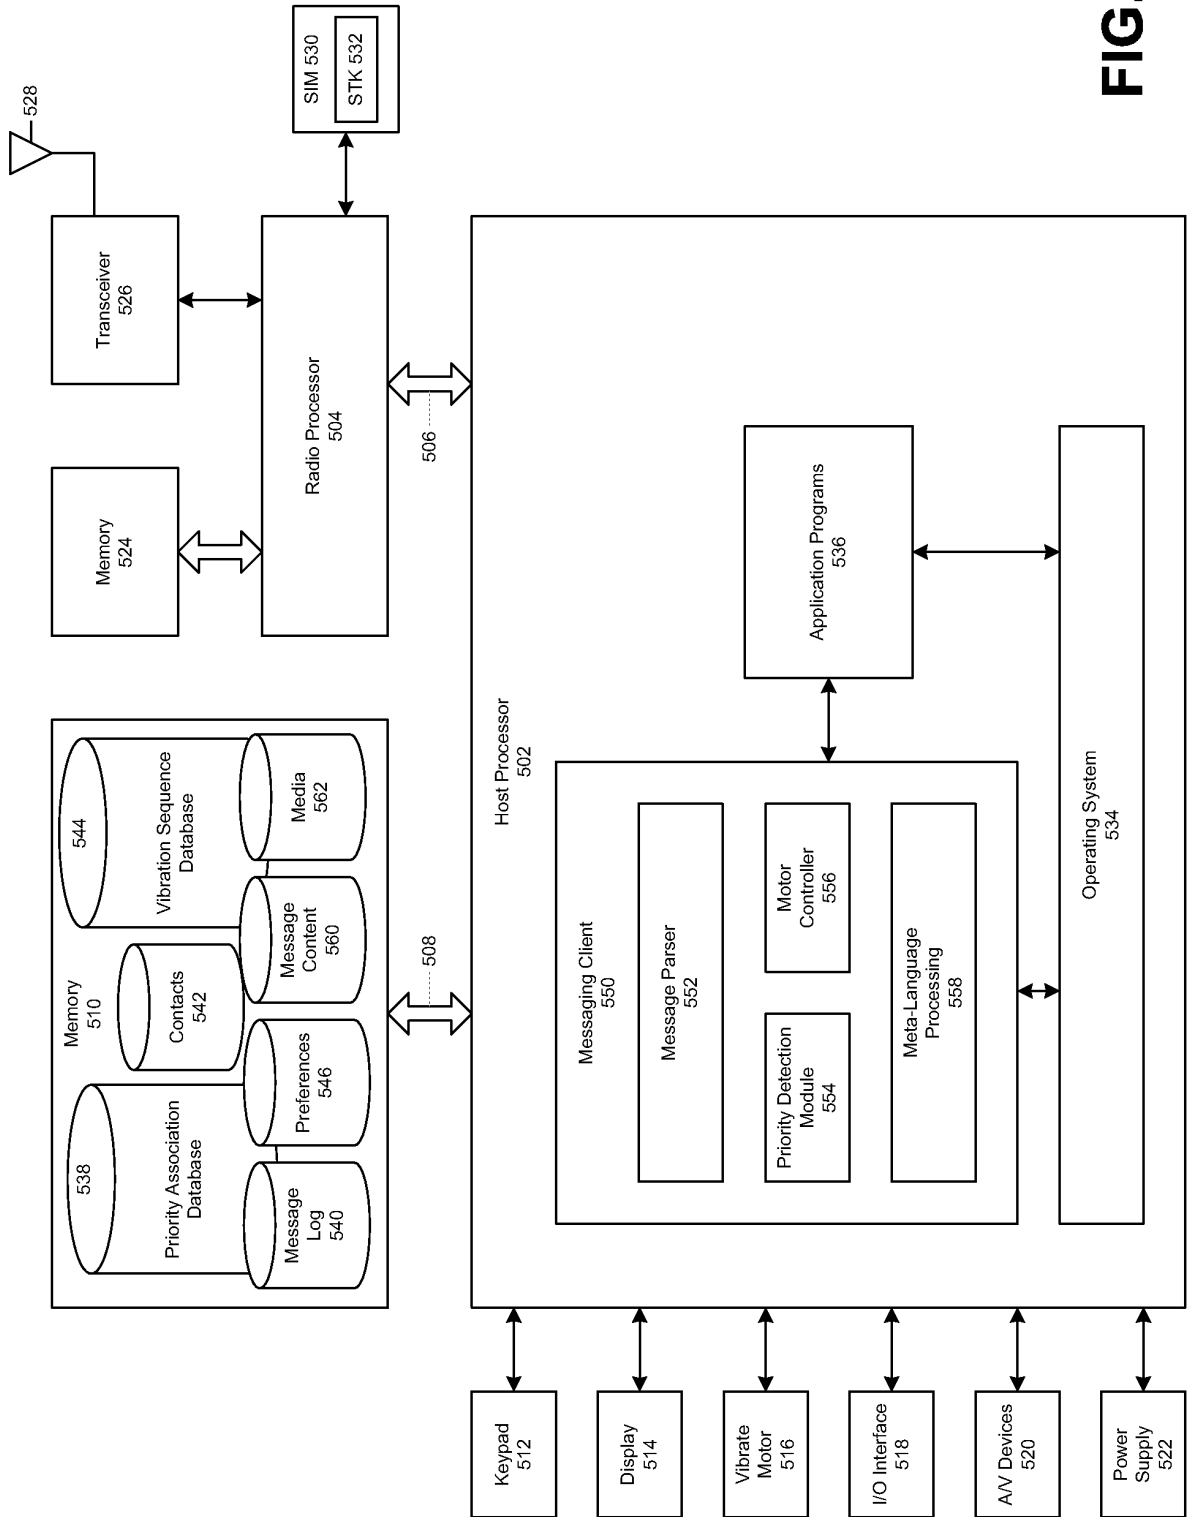 528
SIM 530
STK 532
Transceiver
526
Memory
524
Radio Processor
504
506
Memory
510
544
Vibration Sequence
Database
Media
562
Contacts
542
Message
Content
560
538
Priority Association
Database
Preferences
546
Message
Log
540
508
Host Processor
502
Messaging Client
550
Message Parser
552
Priority Detection
Module
554
Motor
Controller
556
Meta-Language
Processing
558
Application Programs
536
Operating System
534
Keypad
512
Display
514
Vibrate
Motor
516
I/O Interface
518
A/V Devices
520
Power
Supply
522
FIG.